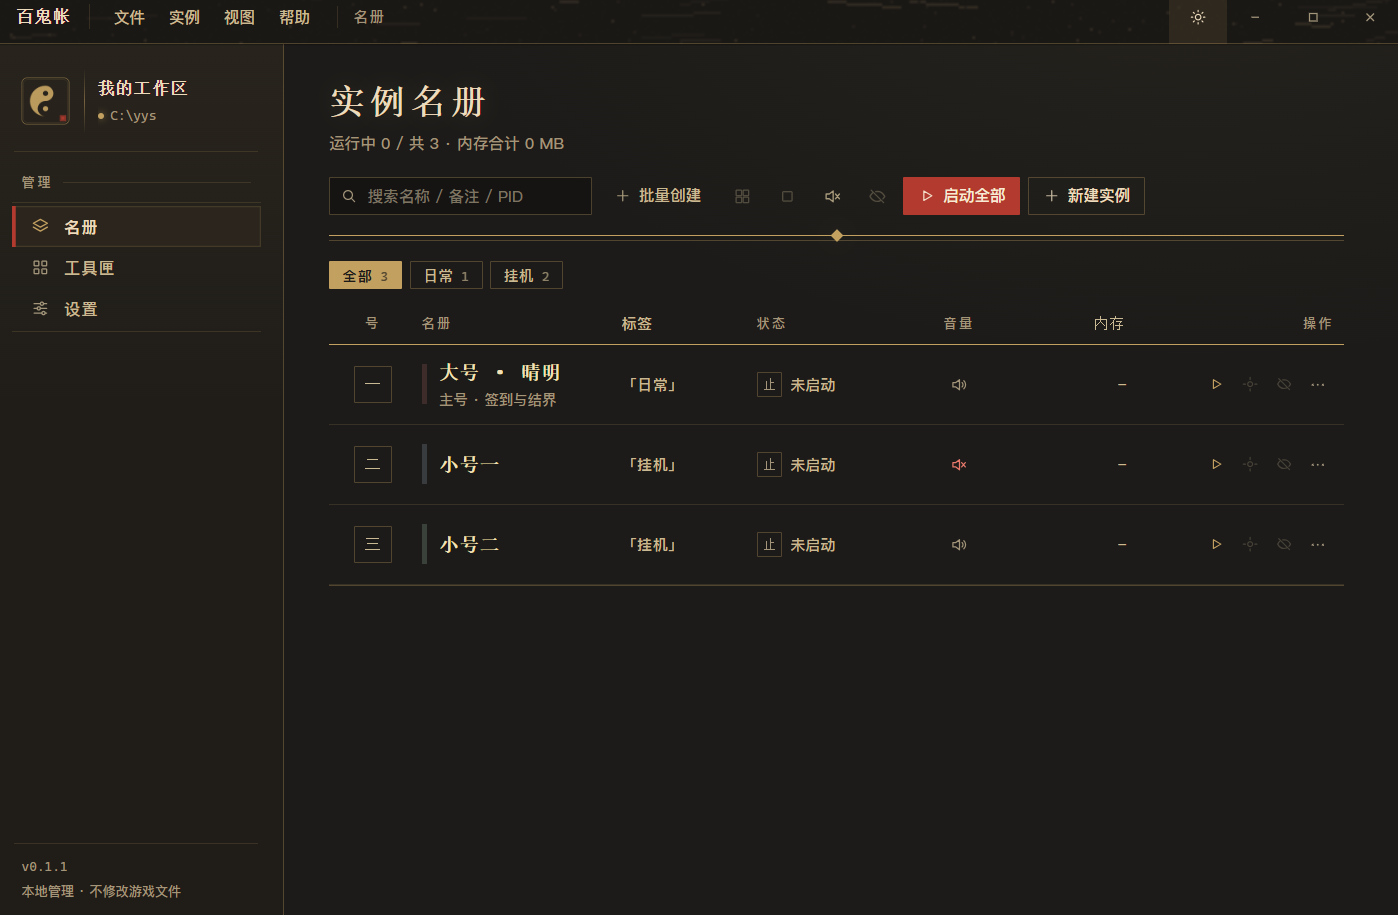 百鬼帐 文件 实例 视图 帮助 名册
我的工作区
C:\yys
管理
名册
工具匣
设置
v0.1.1
本地管理 · 不修改游戏文件
实例名册
运行中 0 / 共 3 · 内存合计 0 MB
搜索名称 / 备注 / PID 批量创建 启动全部 新建实例
全部 3 日常 1 挂机 2
号 名册 标签 状态 音量 内存 操作
一 大号 · 晴明 「日常」 止 未启动 –
主号 · 签到与结界
二 小号一 「挂机」 止 未启动 –
三 小号二 「挂机」 止 未启动 –